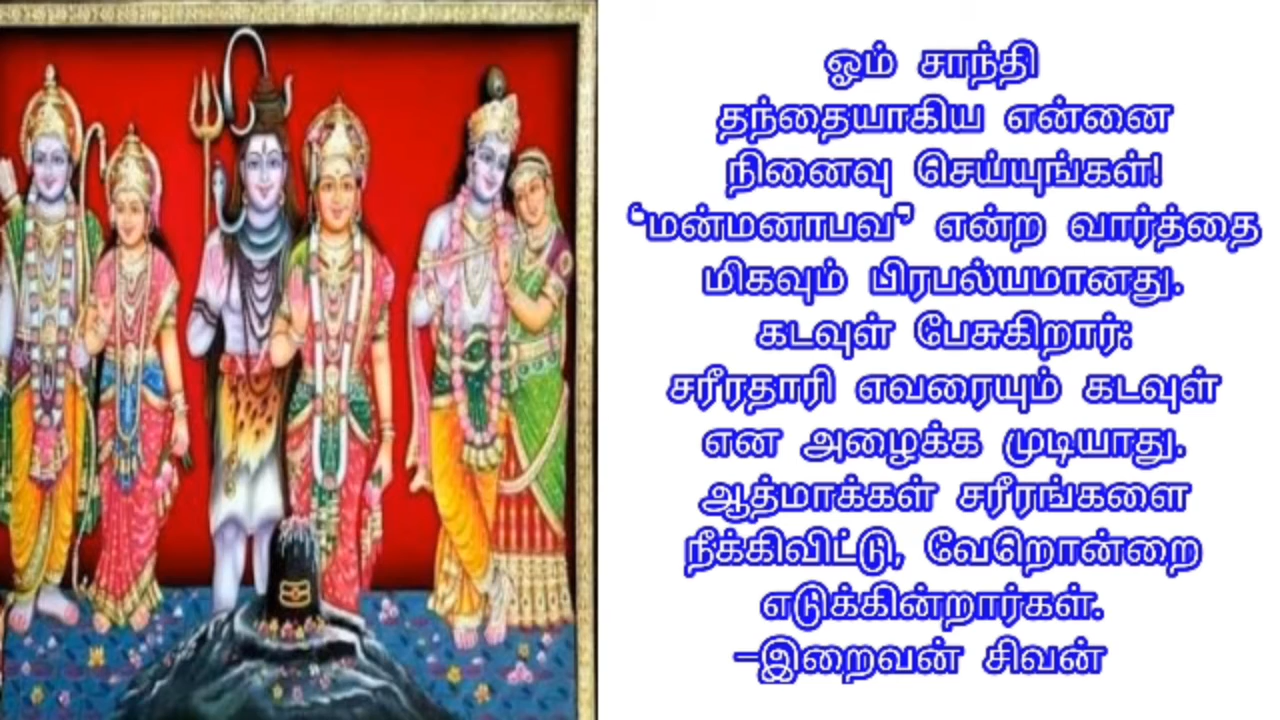 ஓம் சாந்தி
தந்தையாகிய என்னை
நினைவு செய்யுங்கள்!
‘மன்மனாபவ’ என்ற வார்த்தை
மிகவும் பிரபல்யமானது.
கடவுள் பேசுகிறார்:
சரீரதாரி எவரையும் கடவுள்
என அழைக்க முடியாது.
ஆத்மாக்கள் சரீரங்களை
நீக்கிவிட்டு, வேறொன்றை
எடுக்கின்றார்கள்.
-இறைவன் சிவன்